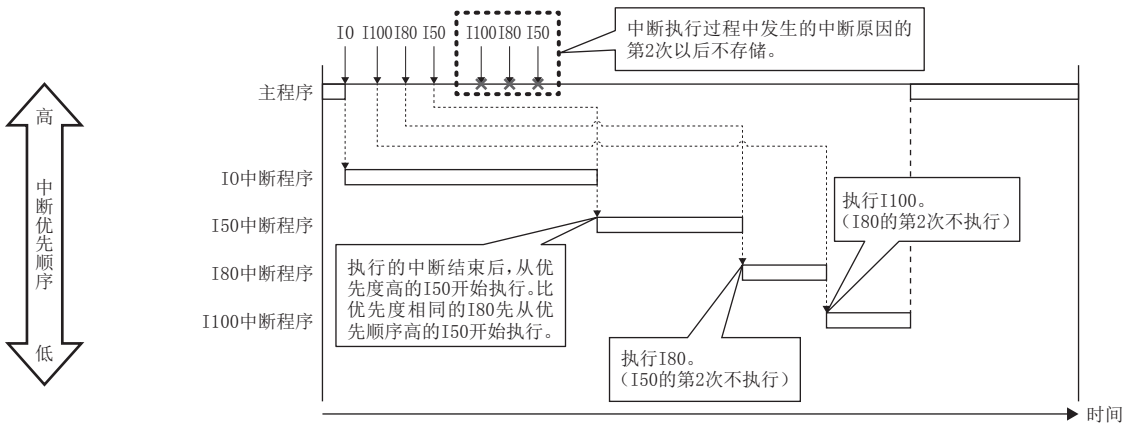 I0 I100 I80 I50 I100 I80 I50
中断执行过程中发生的中断原因的
第2次以后不存储。
高
中断优先顺序
低
主程序
I0中断程序
I50中断程序
I80中断程序
I100中断程序
执行的中断结束后，从优
先度高的I50开始执行。比
优先度相同的I80先从优
先顺序高的I50开始执行。
执行I80。
（I50的第2次不执行）
执行I100。
（I80的第2次不执行）
时间